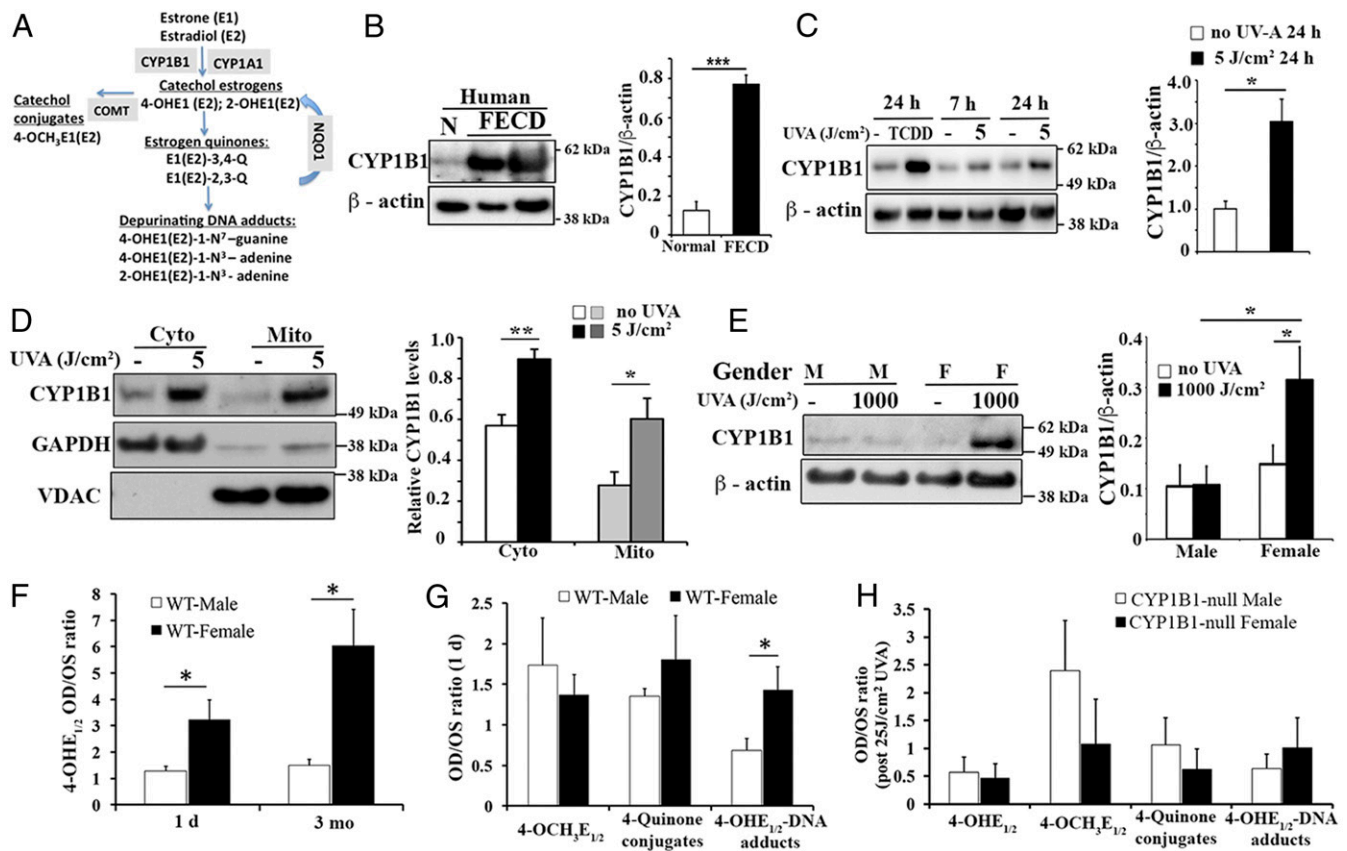 A
Estrone (E1)
Estradiol (E2)
CYP1B1
CYP1A1
Catechol estrogens
4-OHE1 (E2); 2-OHE1(E2)
Catechol
conjugates
4-OCH₃E1(E2)
COMT
NQO1
Estrogen quinones:
E1(E2)-3,4-Q
E1(E2)-2,3-Q
Depurinating DNA adducts:
4-OHE1(E2)-1-N⁷–guanine
4-OHE1(E2)-1-N³– adenine
2-OHE1(E2)-1-N³- adenine
B
Human
N FECD
CYP1B1
β - actin
62 kDa
49 kDa
38 kDa
CYP1B1/β-actin
0.8
0.6
0.4
0.2
0
***
Normal FECD
C
24 h 7 h 24 h
UVA (J/cm²) - TCDD - 5 - 5
CYP1B1
β - actin
62 kDa
49 kDa
38 kDa
no UV-A 24 h
5 J/cm² 24 h
CYP1B1/β-actin
4.0
3.0
2.0
1.0
0
*
D
Cyto Mito
UVA (J/cm²) - 5 - 5
CYP1B1
GAPDH
VDAC
49 kDa
38 kDa
38 kDa
no UVA
5 J/cm²
Relative CYP1B1 levels
1.0
0.8
0.6
0.4
0.2
0
**
*
Cyto Mito
E
Gender M M F F
UVA (J/cm²) - 1000 - 1000
CYP1B1
β - actin
62 kDa
49 kDa
38 kDa
no UVA
1000 J/cm²
CYP1B1/β-actin
0.4
0.3
0.2
0.1
0
*
*
Male Female
F
4-OHE1/2 OD/OS ratio
8
7
6
5
4
3
2
1
0
WT-Male
WT-Female
*
*
1 d 3 mo
G
OD/OS ratio (1 d)
2.5
2
1.5
1
0.5
0
WT-Male WT-Female
*
4-OCH₃E1/2 4-Quinone conjugates 4-OHE1/2-DNA adducts
H
OD/OS ratio
(post 25J/cm² UVA)
3.5
3
2.5
2
1.5
1
0.5
0
CYP1B1-null Male
CYP1B1-null Female
4-OHE1/2 4-OCH₃E1/2 4-Quinone conjugates 4-OHE1/2-DNA adducts